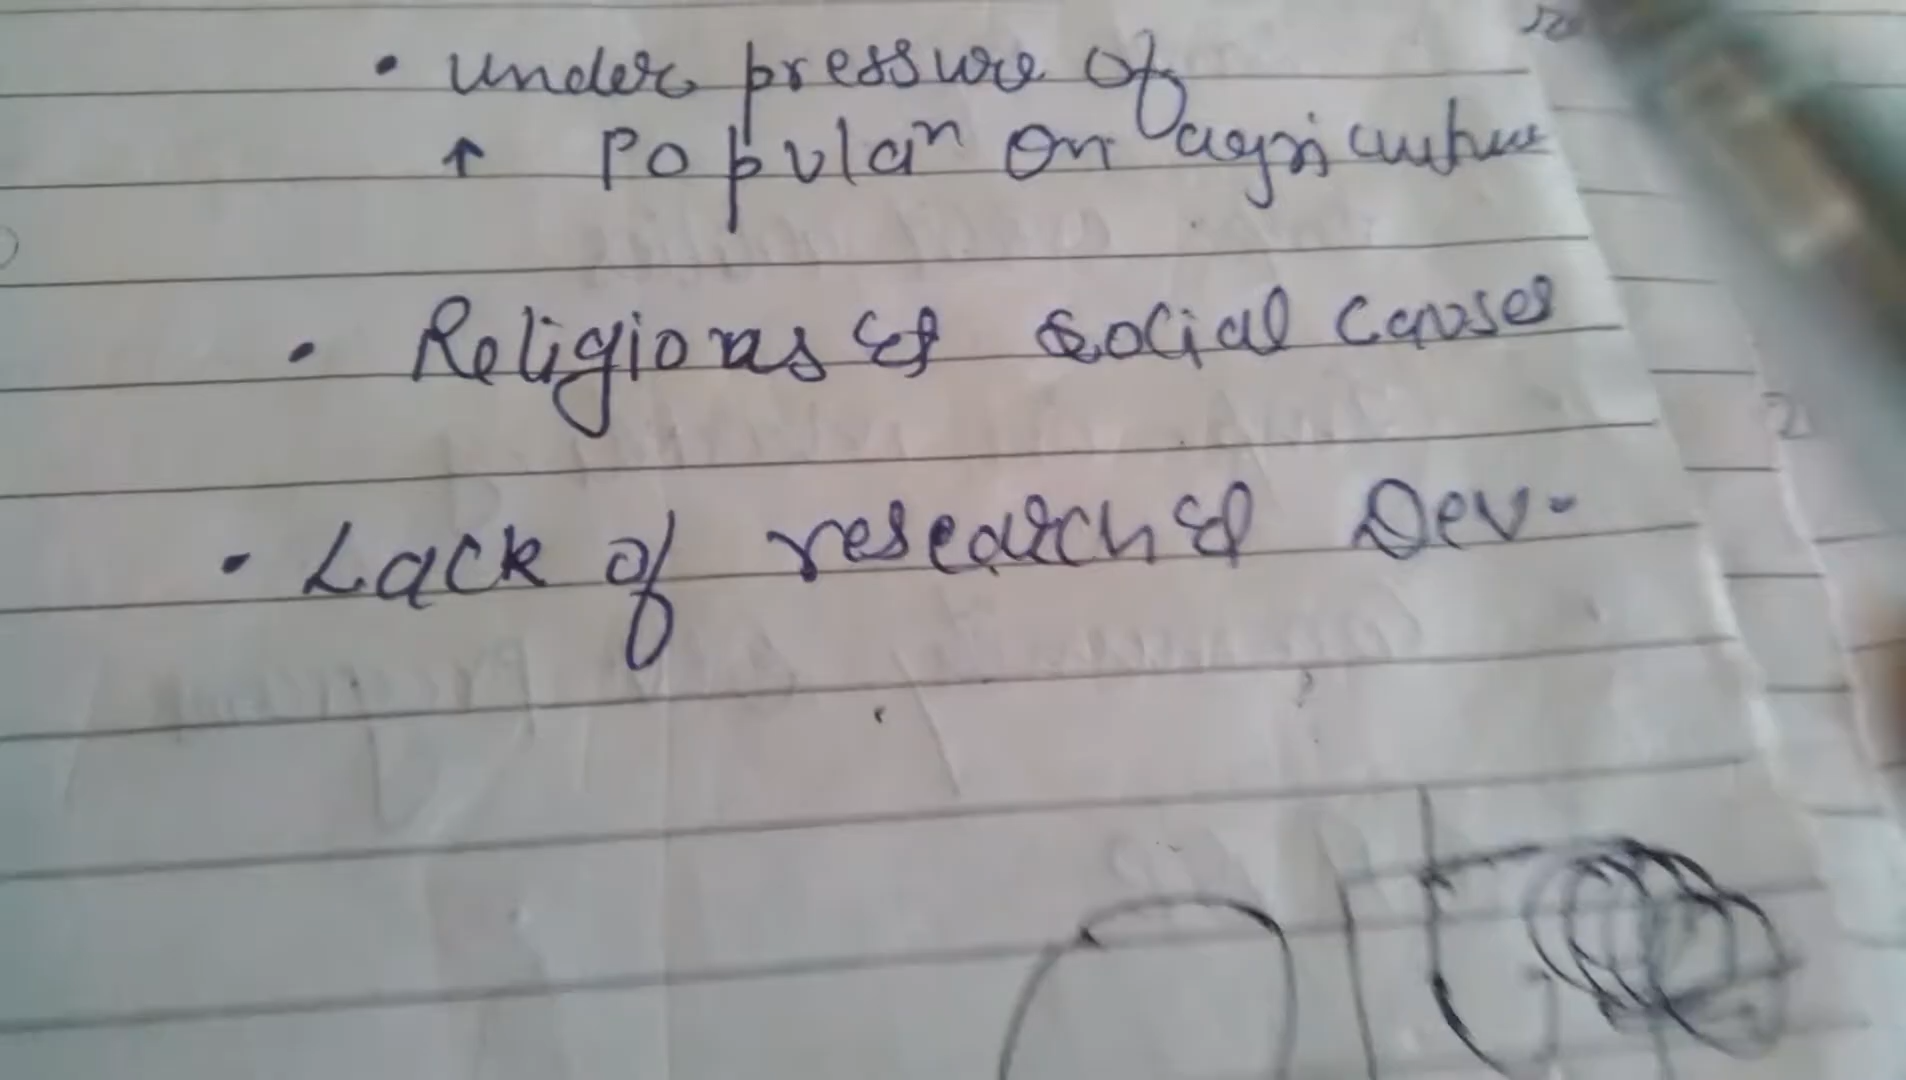 • under pressure of
↑ Populaⁿ on agriculture
• Religious & social causes
• Lack of research & Dev.